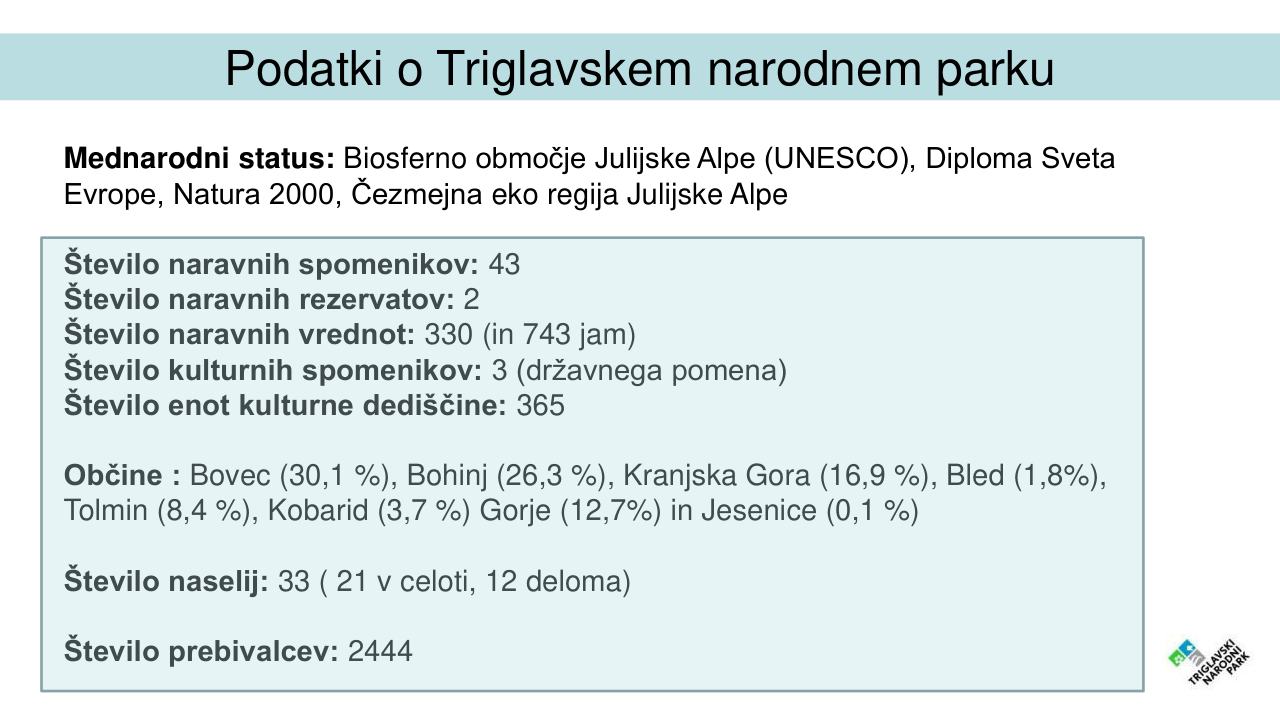 Podatki o Triglavskem narodnem parku
Mednarodni status: Biosferno območje Julijske Alpe (UNESCO), Diploma Sveta
Evrope, Natura 2000, Čezmejna eko regija Julijske Alpe
Število naravnih spomenikov: 43
Število naravnih rezervatov: 2
Število naravnih vrednot: 330 (in 743 jam)
Število kulturnih spomenikov: 3 (državnega pomena)
Število enot kulturne dediščine: 365
Občine : Bovec (30,1 %), Bohinj (26,3 %), Kranjska Gora (16,9 %), Bled (1,8%),
Tolmin (8,4 %), Kobarid (3,7 %) Gorje (12,7%) in Jesenice (0,1 %)
Število naselij: 33 ( 21 v celoti, 12 deloma)
Število prebivalcev: 2444
TRIGLAVSKI
NARODNI
PARK